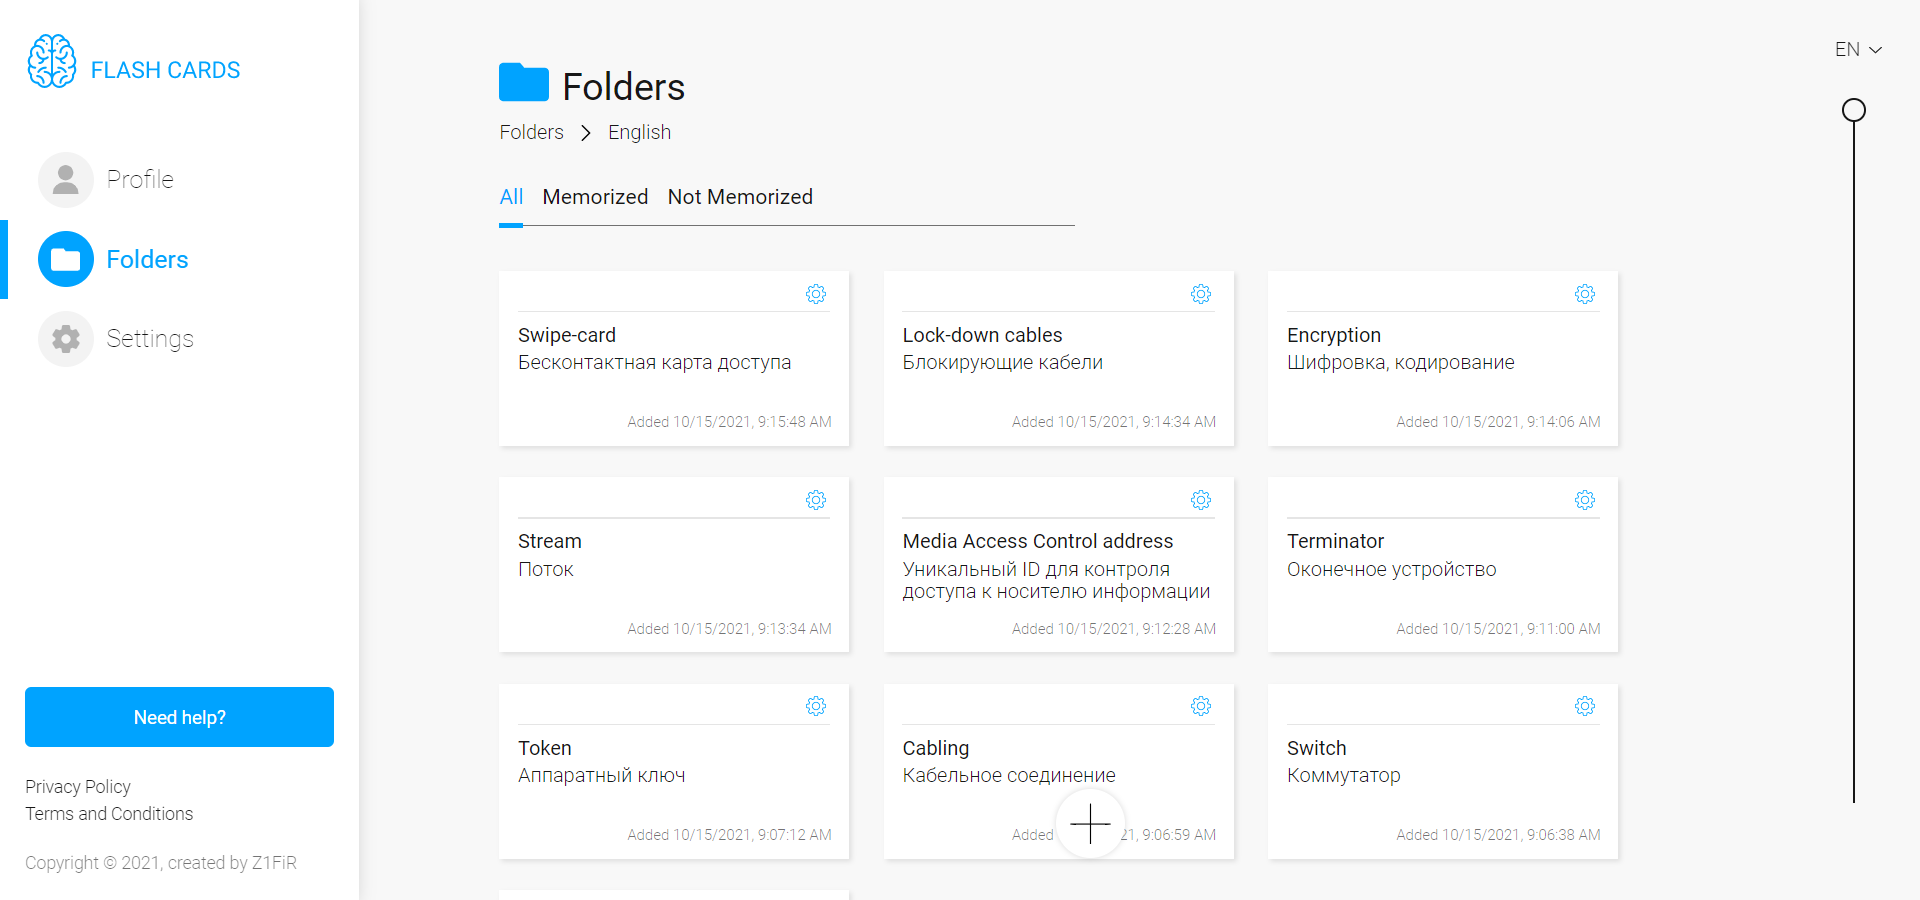 FLASH CARDS
Profile
Folders
Settings
Need help?
Privacy Policy
Terms and Conditions
Copyright © 2021, created by Z1FiR
EN
Folders
Folders
English
All
Memorized
Not Memorized
Swipe-card
Бесконтактная карта доступа
Added 10/15/2021, 9:15:48 AM
Lock-down cables
Блокирующие кабели
Added 10/15/2021, 9:14:34 AM
Encryption
Шифровка, кодирование
Added 10/15/2021, 9:14:06 AM
Stream
Поток
Added 10/15/2021, 9:13:34 AM
Media Access Control address
Уникальный ID для контроля
доступа к носителю информации
Added 10/15/2021, 9:12:28 AM
Terminator
Оконечное устройство
Added 10/15/2021, 9:11:00 AM
Token
Аппаратный ключ
Added 10/15/2021, 9:07:12 AM
Cabling
Кабельное соединение
Added 21, 9:06:59 AM
Switch
Коммутатор
Added 10/15/2021, 9:06:38 AM